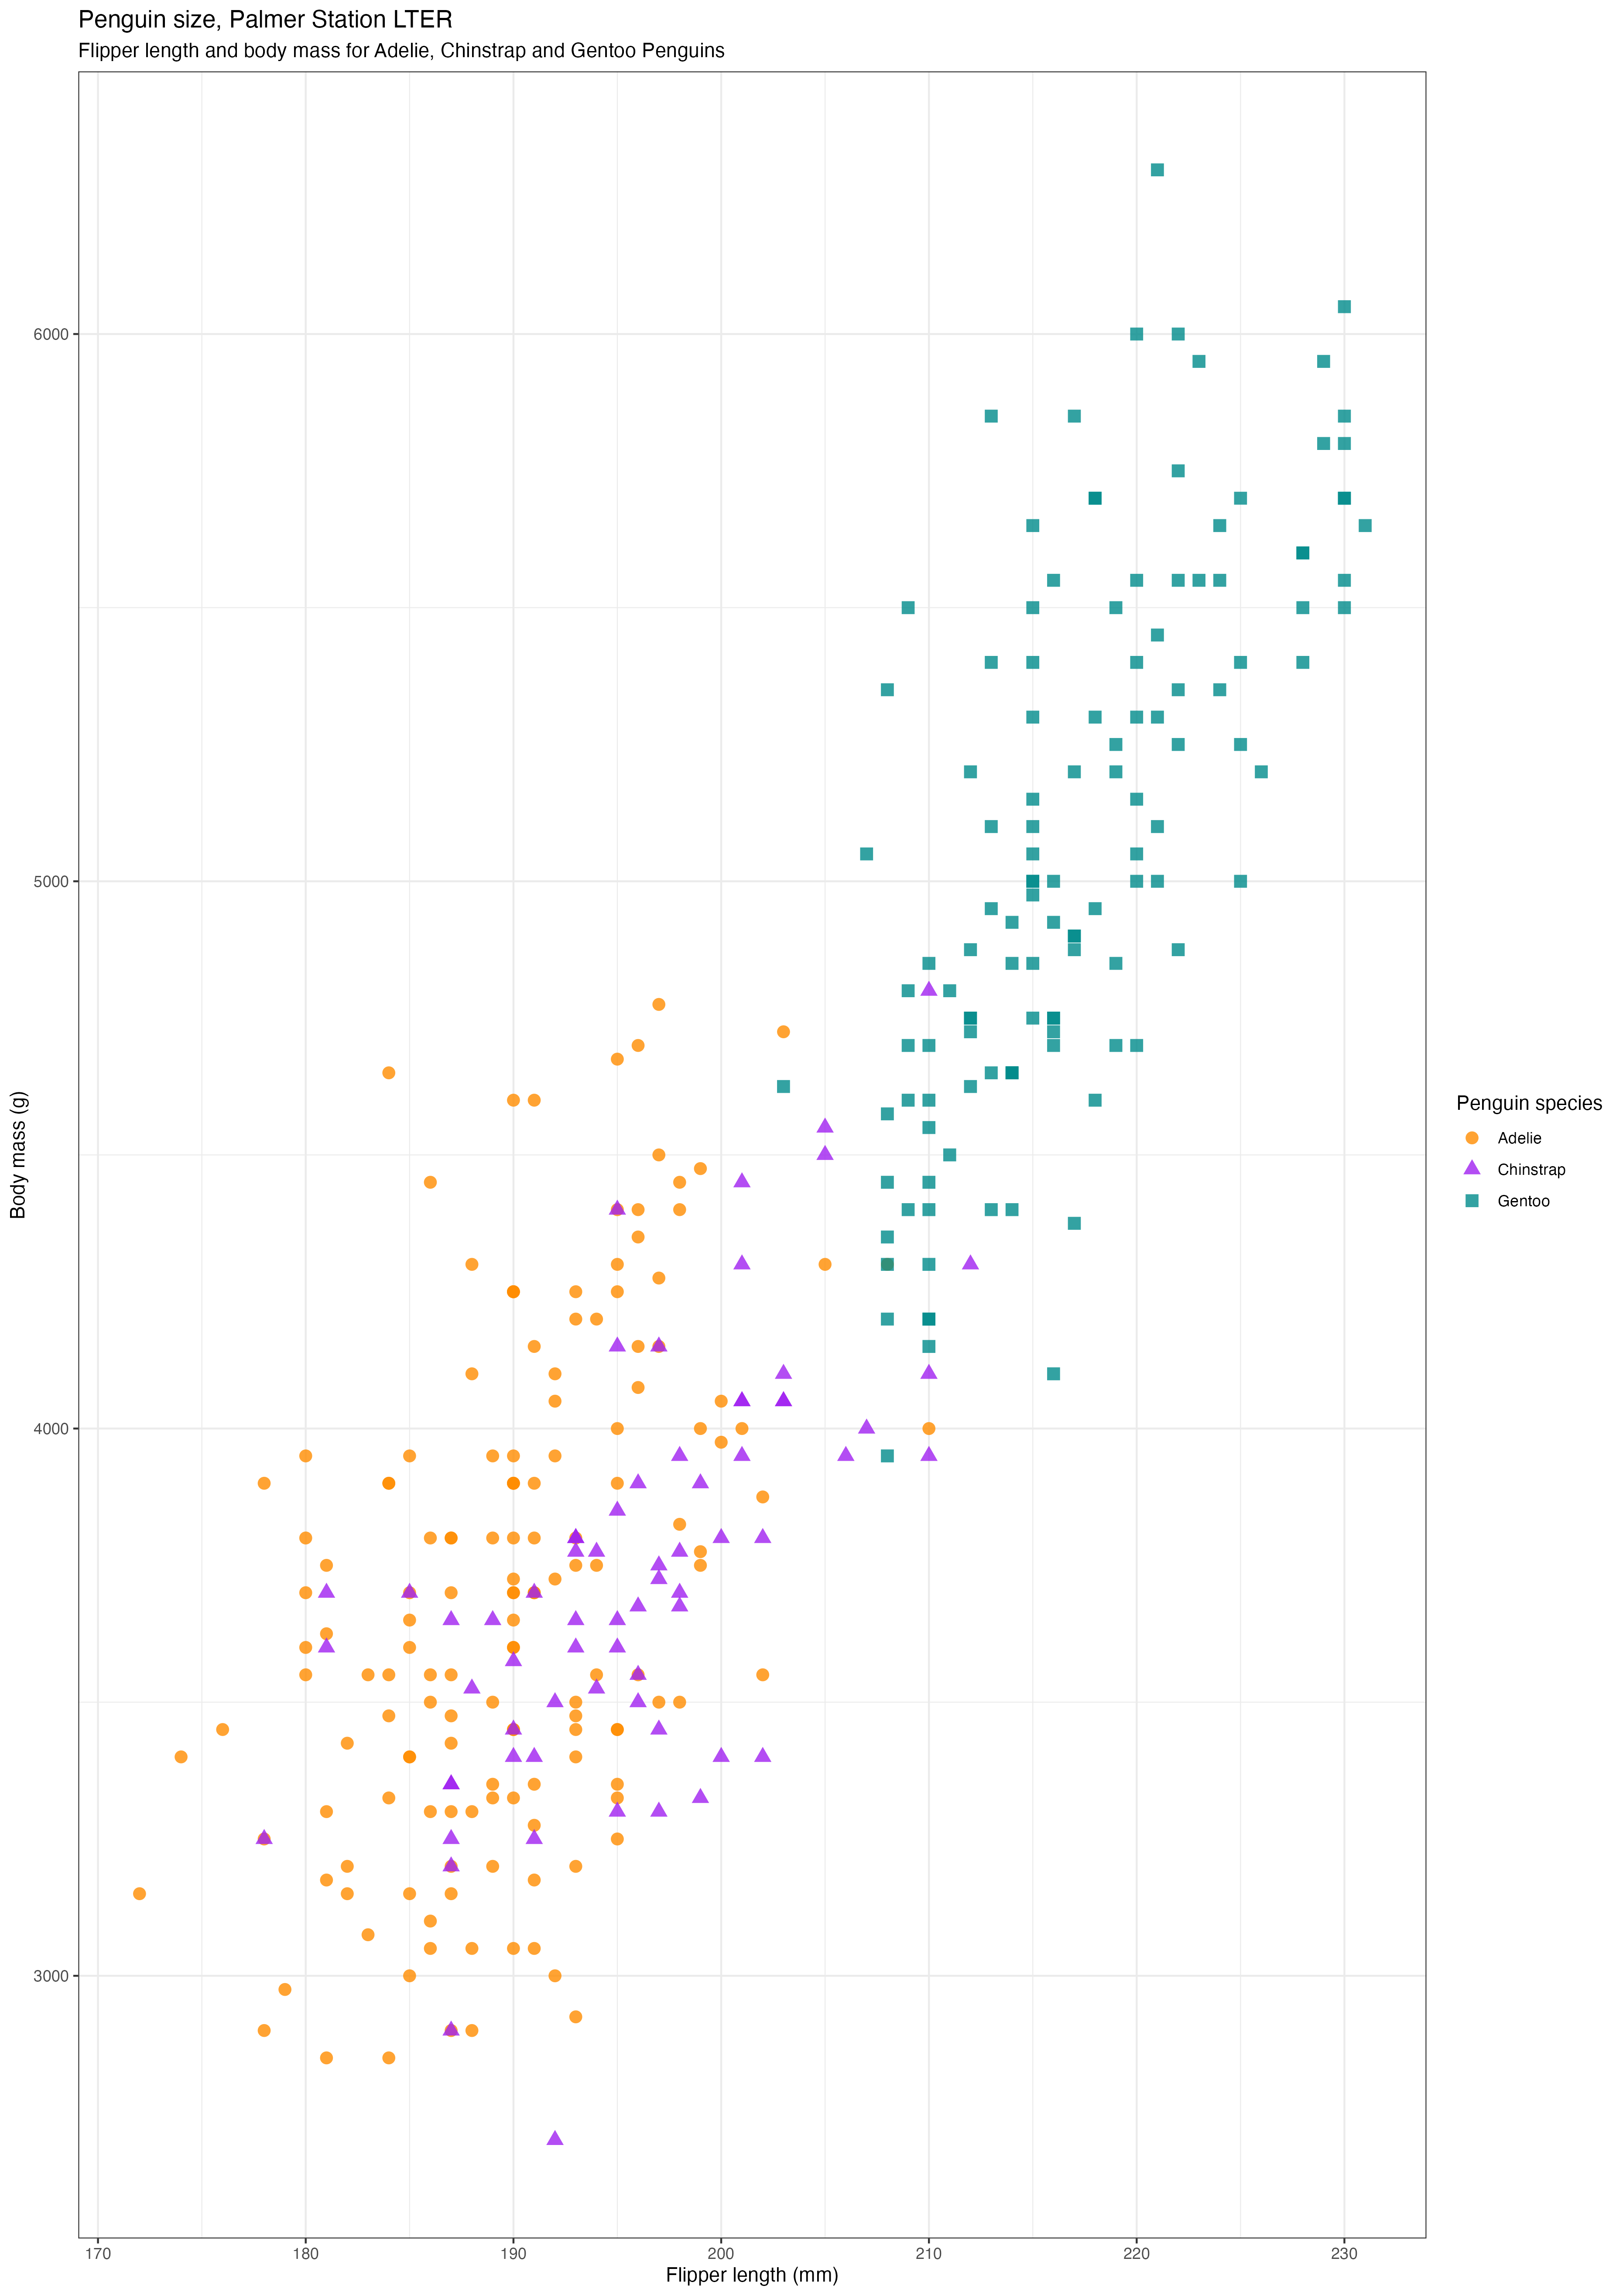 Penguin size, Palmer Station LTER
Flipper length and body mass for Adelie, Chinstrap and Gentoo Penguins
Body mass (g)
6000
5000
4000
3000
170 180 190 200 210 220 230
Flipper length (mm)
Penguin species
Adelie
Chinstrap
Gentoo